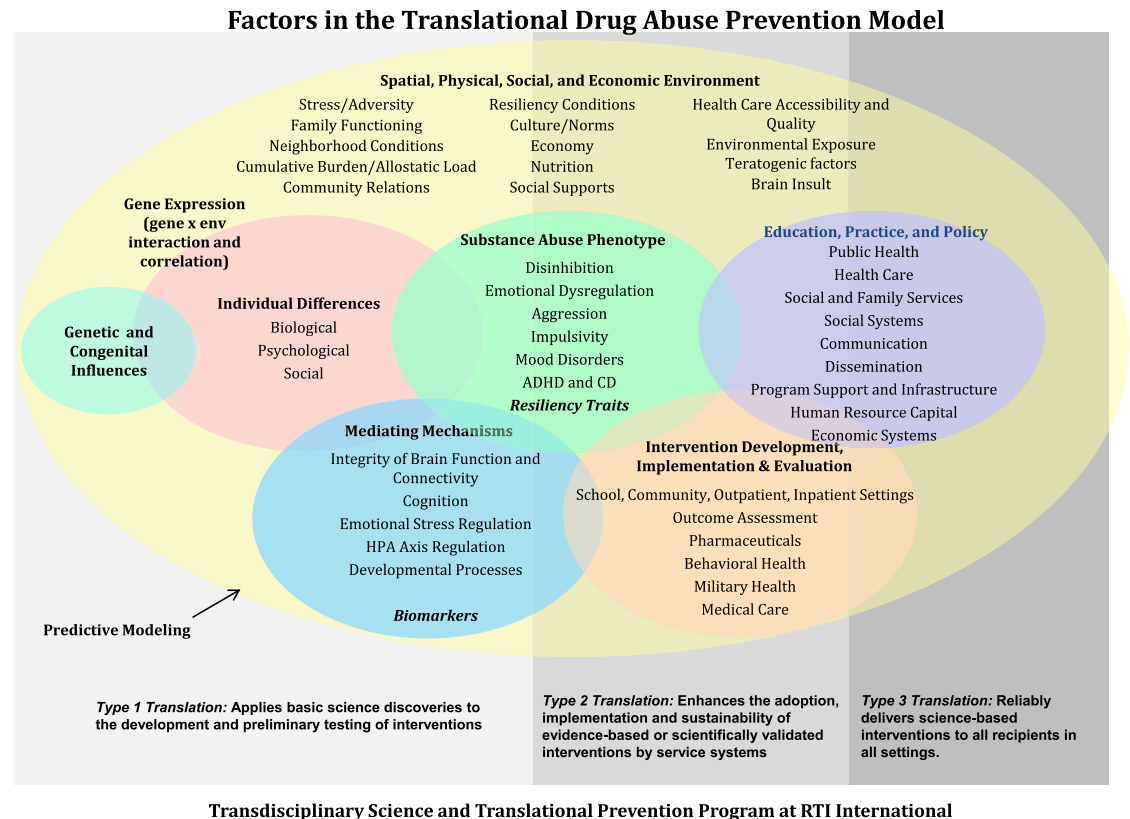 Factors in the Translational Drug Abuse Prevention Model
Spatial, Physical, Social, and Economic Environment
Stress/Adversity
Family Functioning
Neighborhood Conditions
Cumulative Burden/Allostatic Load
Community Relations
Resiliency Conditions
Culture/Norms
Economy
Nutrition
Social Supports
Health Care Accessibility and
Quality
Environmental Exposure
Teratogenic factors
Brain Insult
Gene Expression
(gene x env
interaction and
correlation)
Genetic and
Congenital
Influences
Individual Differences
Biological
Psychological
Social
Substance Abuse Phenotype
Disinhibition
Emotional Dysregulation
Aggression
Impulsivity
Mood Disorders
ADHD and CD
Resiliency Traits
Education, Practice, and Policy
Public Health
Health Care
Social and Family Services
Social Systems
Communication
Dissemination
Program Support and Infrastructure
Human Resource Capital
Economic Systems
Mediating Mechanisms
Integrity of Brain Function and
Connectivity
Cognition
Emotional Stress Regulation
HPA Axis Regulation
Developmental Processes
Biomarkers
Intervention Development,
Implementation & Evaluation
School, Community, Outpatient, Inpatient Settings
Outcome Assessment
Pharmaceuticals
Behavioral Health
Military Health
Medical Care
Predictive Modeling
Type 1 Translation: Applies basic science discoveries to
the development and preliminary testing of interventions
Type 2 Translation: Enhances the adoption,
implementation and sustainability of
evidence-based or scientifically validated
interventions by service systems
Type 3 Translation: Reliably
delivers science-based
interventions to all recipients in
all settings.
Transdisciplinary Science and Translational Prevention Program at RTI International